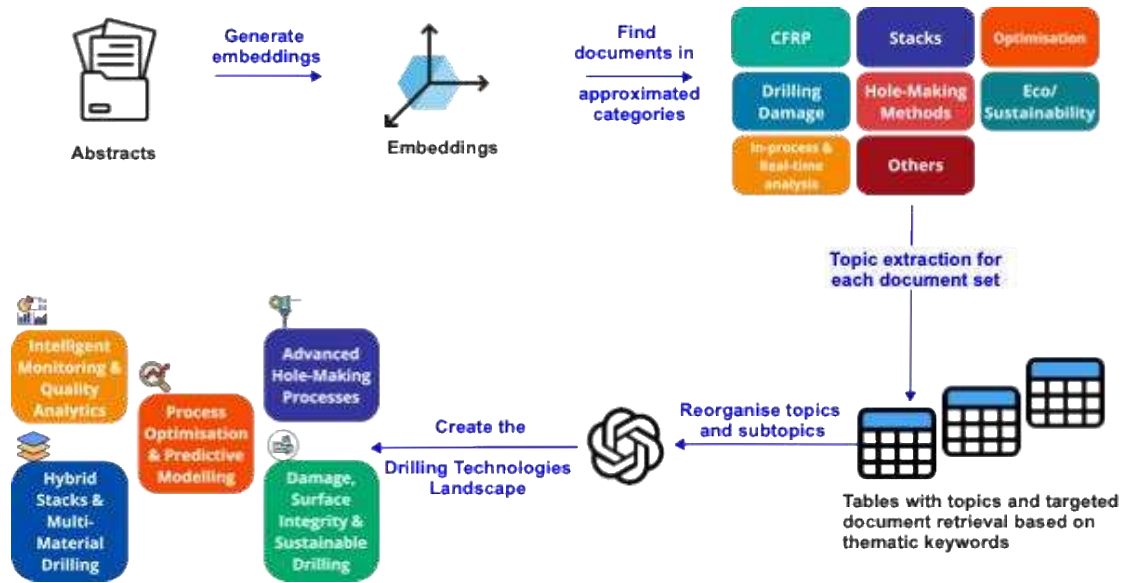 Generate
embeddings
Find
documents in
approximated
categories
Abstracts
Embeddings
CFRP
Stacks
Optimisation
Drilling
Damage
Hole-Making
Methods
Eco/
Sustainability
In-process &
Real-time
analysis
Others
Topic extraction for
each document set
Tables with topics and targeted
document retrieval based on
thematic keywords
Reorganise topics
and subtopics
Create the
Drilling Technologies
Landscape
Intelligent
Monitoring &
Quality
Analytics
Process
Optimisation
& Predictive
Modelling
Advanced
Hole-Making
Processes
Hybrid
Stacks &
Multi-
Material
Drilling
Damage,
Surface
Integrity &
Sustainable
Drilling